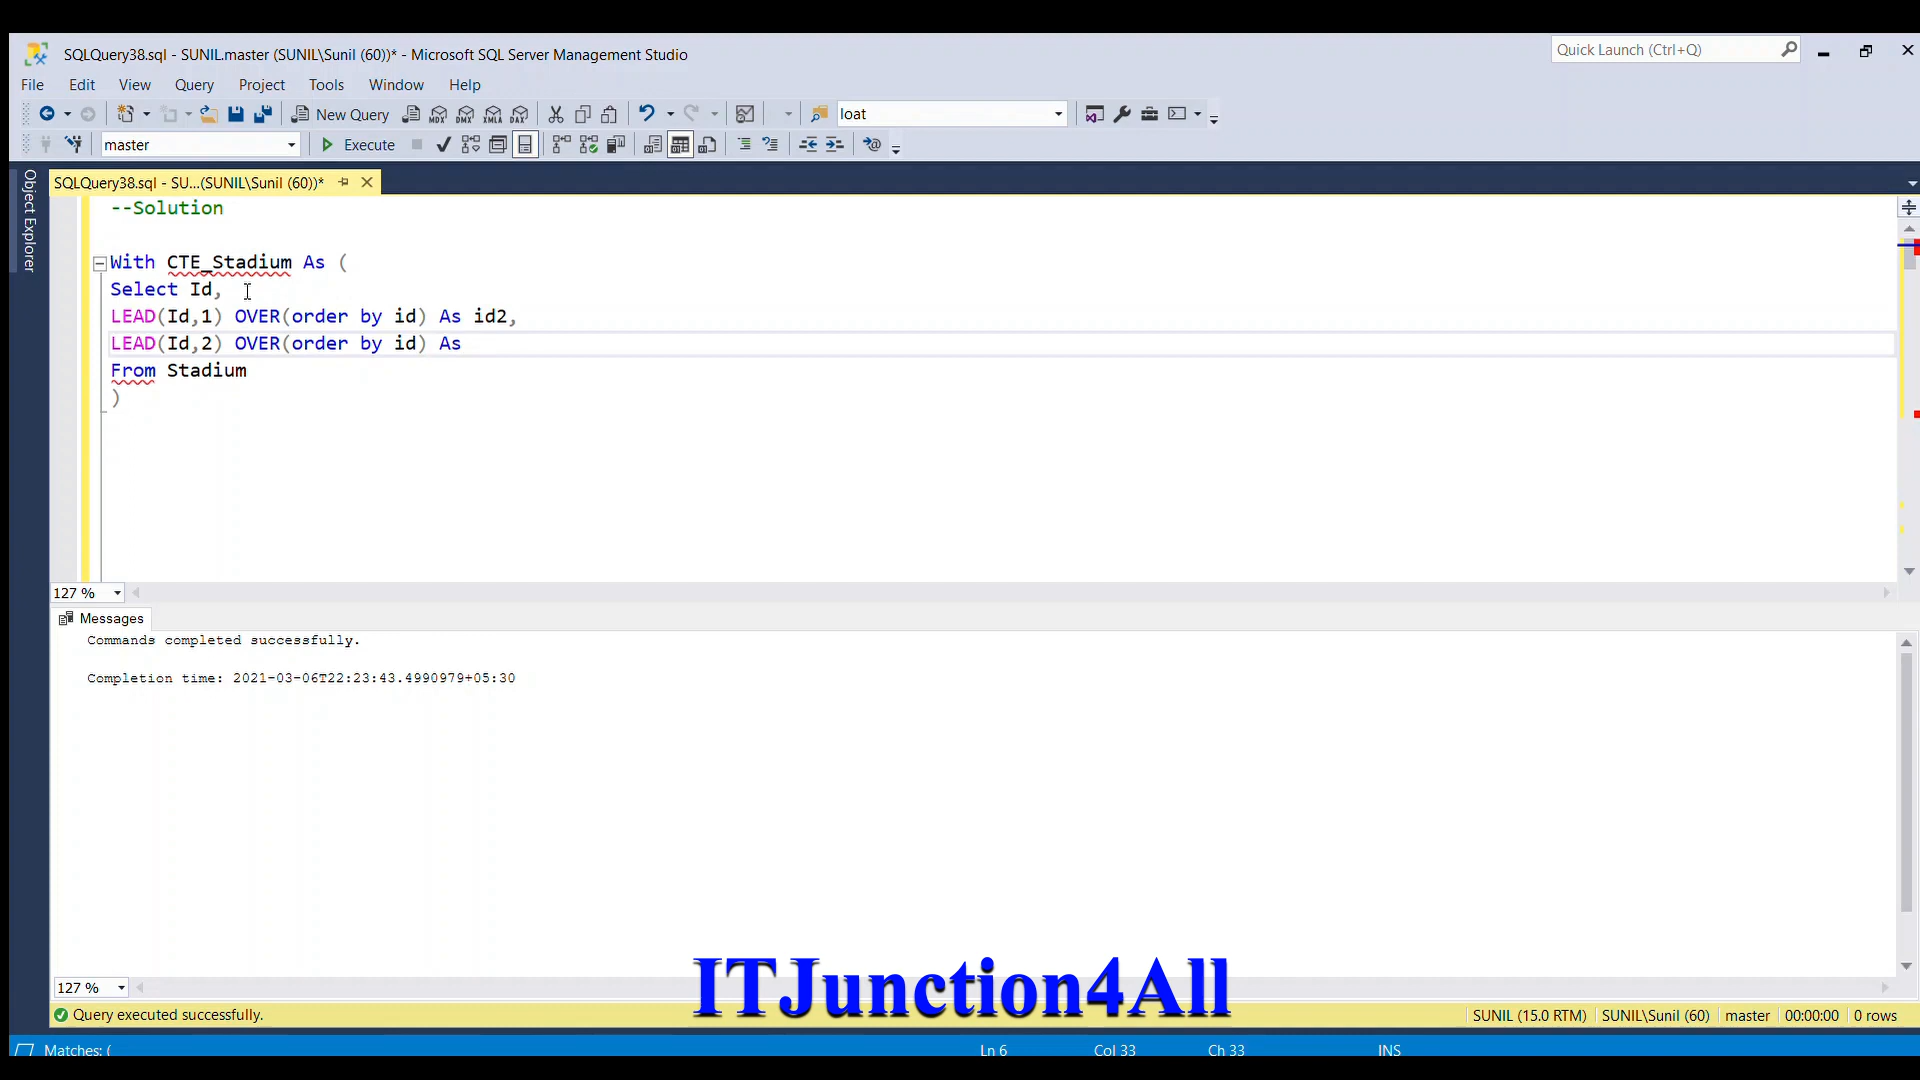 SQLQuery38.sql - SUNIL.master (SUNIL\Sunil (60))* - Microsoft SQL Server Management Studio
Quick Launch (Ctrl+Q)
File Edit View Query Project Tools Window Help
New Query
MDX DMX XMLA DAX
loat
master
Execute
Object Explorer
SQLQuery38.sql - SU...(SUNIL\Sunil (60))*
--Solution
With CTE_Stadium As (
Select Id,
LEAD(Id,1) OVER(order by id) As id2,
LEAD(Id,2) OVER(order by id) As
From Stadium
)
127 %
Messages
Commands completed successfully.
Completion time: 2021-03-06T22:23:43.4990979+05:30
127 %
ITJunction4All
Query executed successfully.
SUNIL (15.0 RTM) SUNIL\Sunil (60) master 00:00:00 0 rows
Matches: (
Ln 6 Col 33 Ch 33 INS